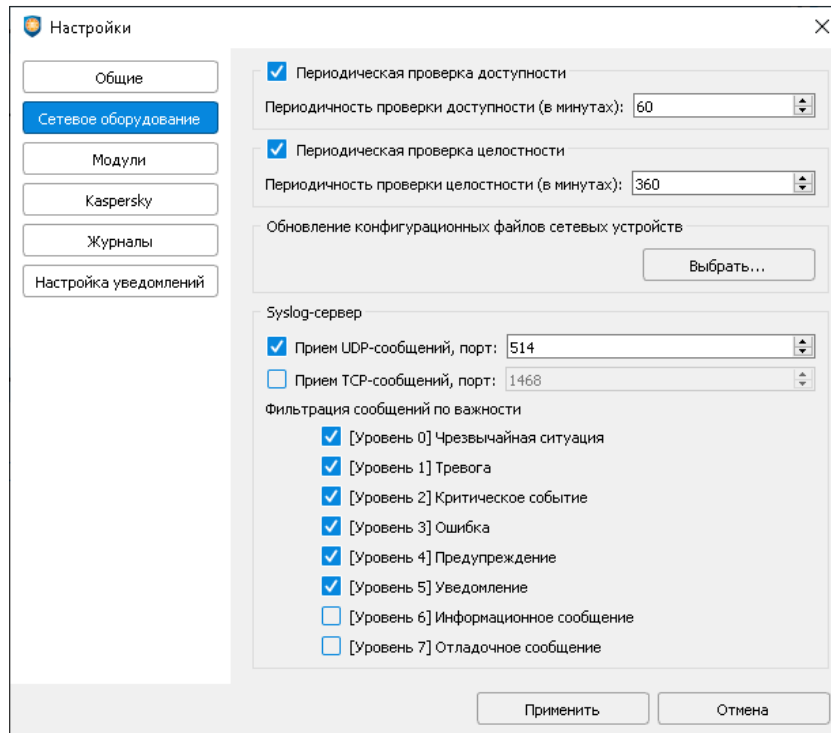 Настройки
Общие
Сетевое оборудование
Модули
Kaspersky
Журналы
Настройка уведомлений
Периодическая проверка доступности
Периодичность проверки доступности (в минутах): 60
Периодическая проверка целостности
Периодичность проверки целостности (в минутах): 360
Обновление конфигурационных файлов сетевых устройств
Выбрать...
Syslog-сервер
Прием UDP-сообщений, порт: 514
Прием TCP-сообщений, порт: 1468
Фильтрация сообщений по важности
[Уровень 0] Чрезвычайная ситуация
[Уровень 1] Тревога
[Уровень 2] Критическое событие
[Уровень 3] Ошибка
[Уровень 4] Предупреждение
[Уровень 5] Уведомление
[Уровень 6] Информационное сообщение
[Уровень 7] Отладочное сообщение
Применить
Отмена